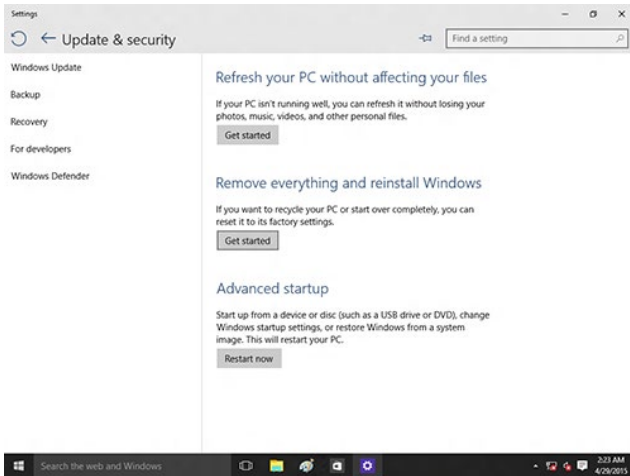 Settings
Update & security
Find a setting
Windows Update
Backup
Recovery
For developers
Windows Defender
Refresh your PC without affecting your files
If your PC isn't running well, you can refresh it without losing your
photos, music, videos, and other personal files.
Get started
Remove everything and reinstall Windows
If you want to recycle your PC or start over completely, you can
reset it to its factory settings.
Get started
Advanced startup
Start up from a device or disc (such as a USB drive or DVD), change
Windows startup settings, or restore Windows from a system
image. This will restart your PC.
Restart now
Search the web and Windows
2:23 AM
4/29/2015